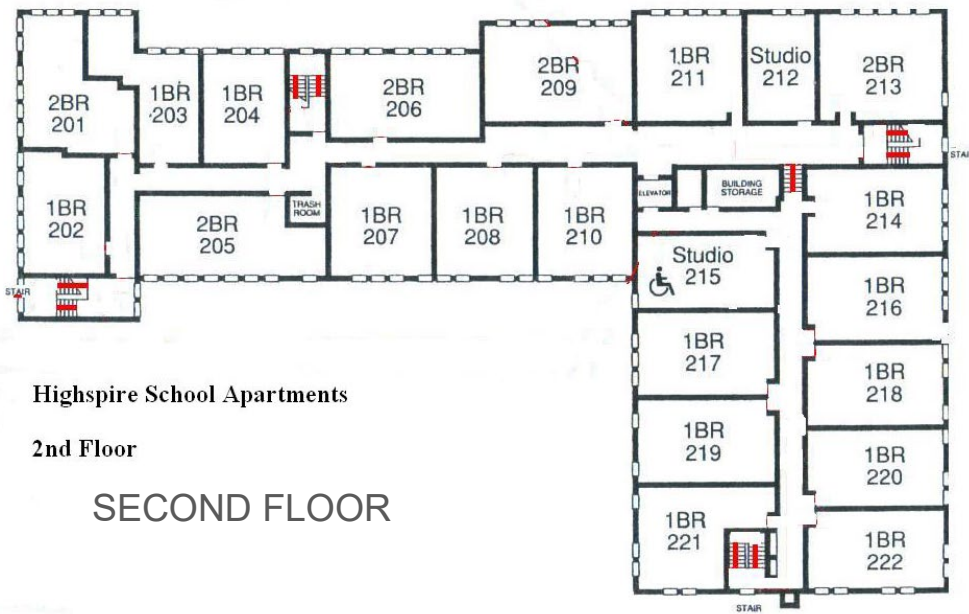 1BR
211
Studio
212
2BR
213
2BR
209
2BR
206
1BR
203
1BR
204
2BR
201
STAIR
BUILDING
STORAGE
ELEVATOR
1BR
202
TRASH
ROOM
2BR
205
1BR
207
1BR
208
1BR
210
1BR
214
Studio
215
1BR
216
STAIR
1BR
217
1BR
218
1BR
219
1BR
220
1BR
221
1BR
222
STAIR
Highspire School Apartments
2nd Floor
SECOND FLOOR